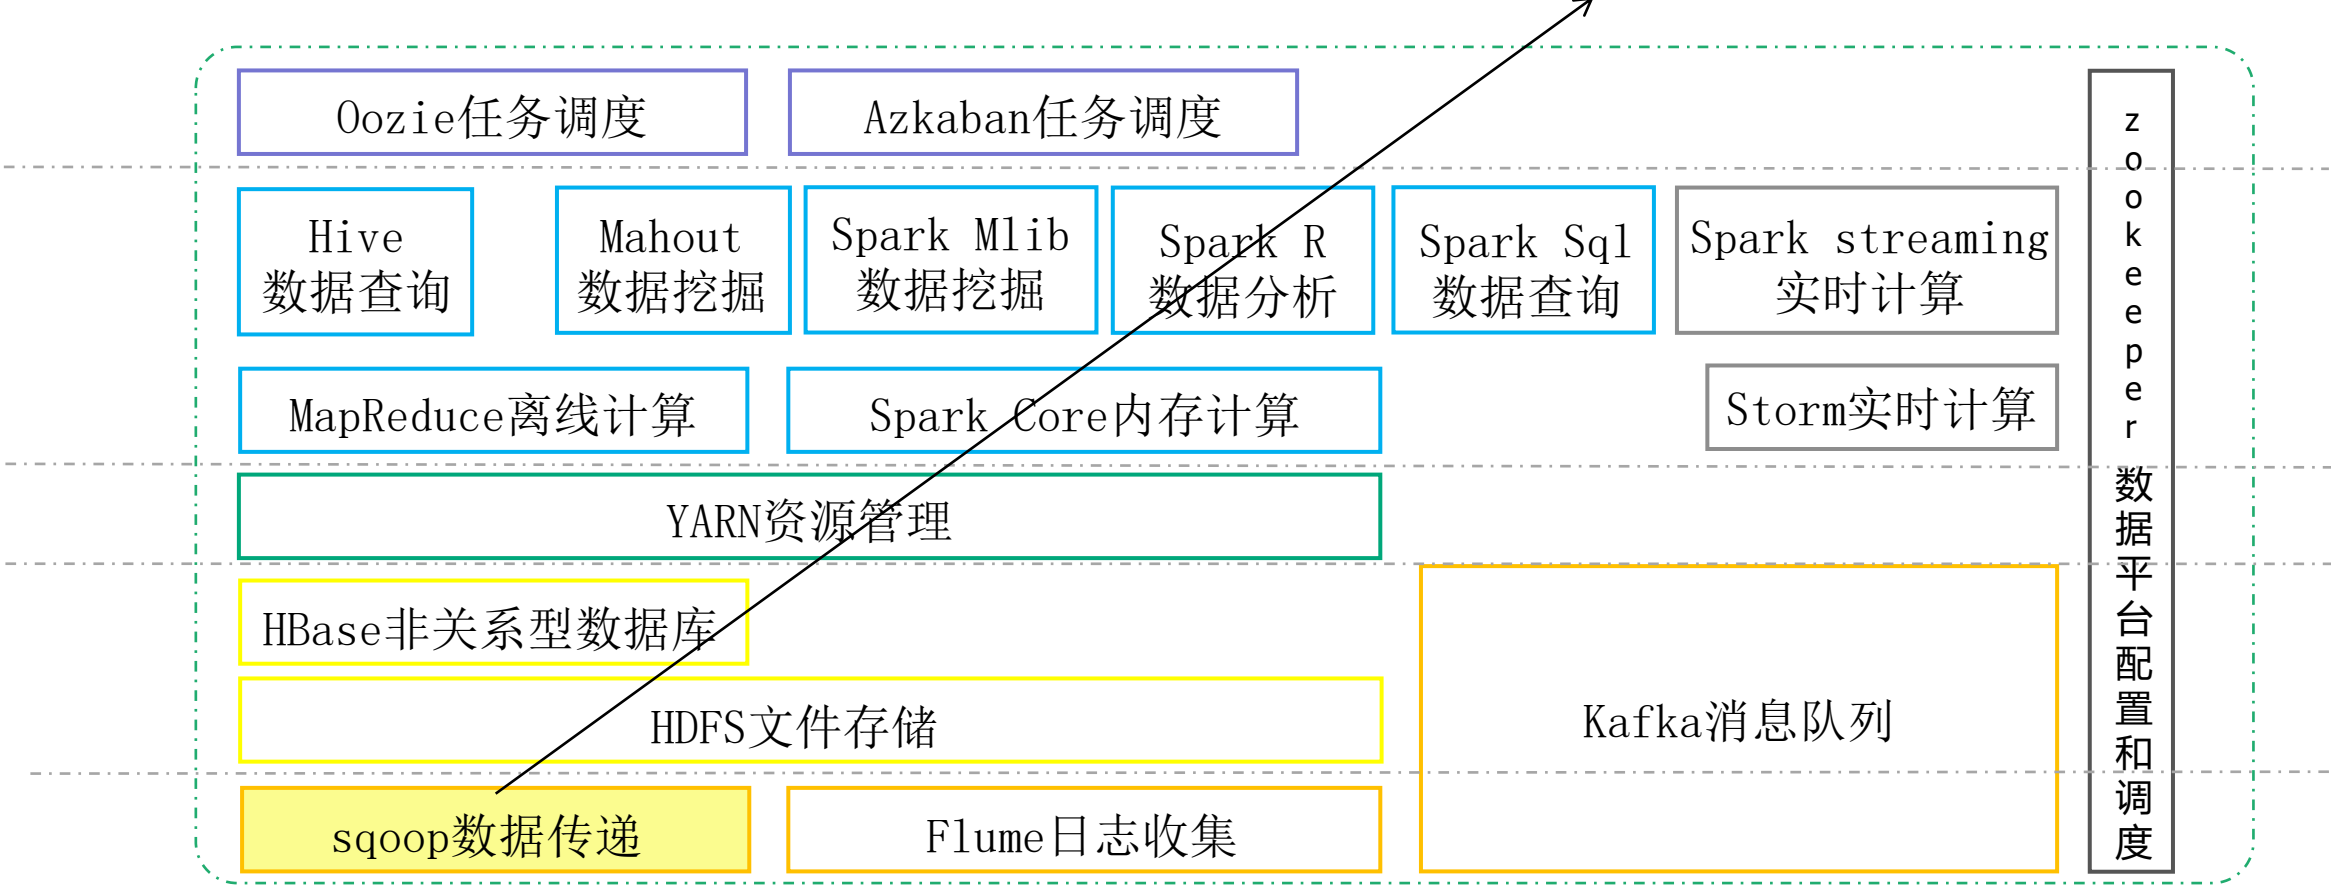 Oozie任务调度
Azkaban任务调度
Hive
数据查询
Mahout
数据挖掘
Spark Mlib
数据挖掘
Spark R
数据分析
Spark Sql
数据查询
Spark streaming
实时计算
MapReduce离线计算
Spark Core内存计算
Storm实时计算
YARN资源管理
HBase非关系型数据库
HDFS文件存储
Kafka消息队列
sqoop数据传递
Flume日志收集
zookeeper数据平台配置和调度